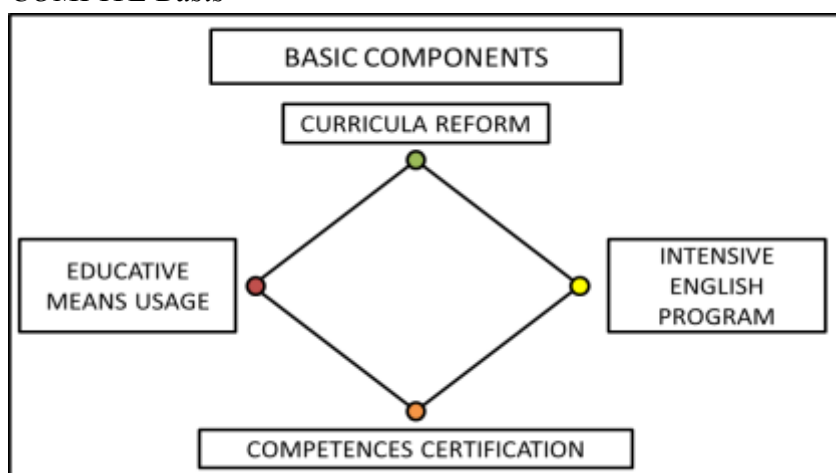 BASIC COMPONENTS
CURRICULA REFORM
EDUCATIVE
MEANS USAGE
INTENSIVE
ENGLISH
PROGRAM
COMPETENCES CERTIFICATION